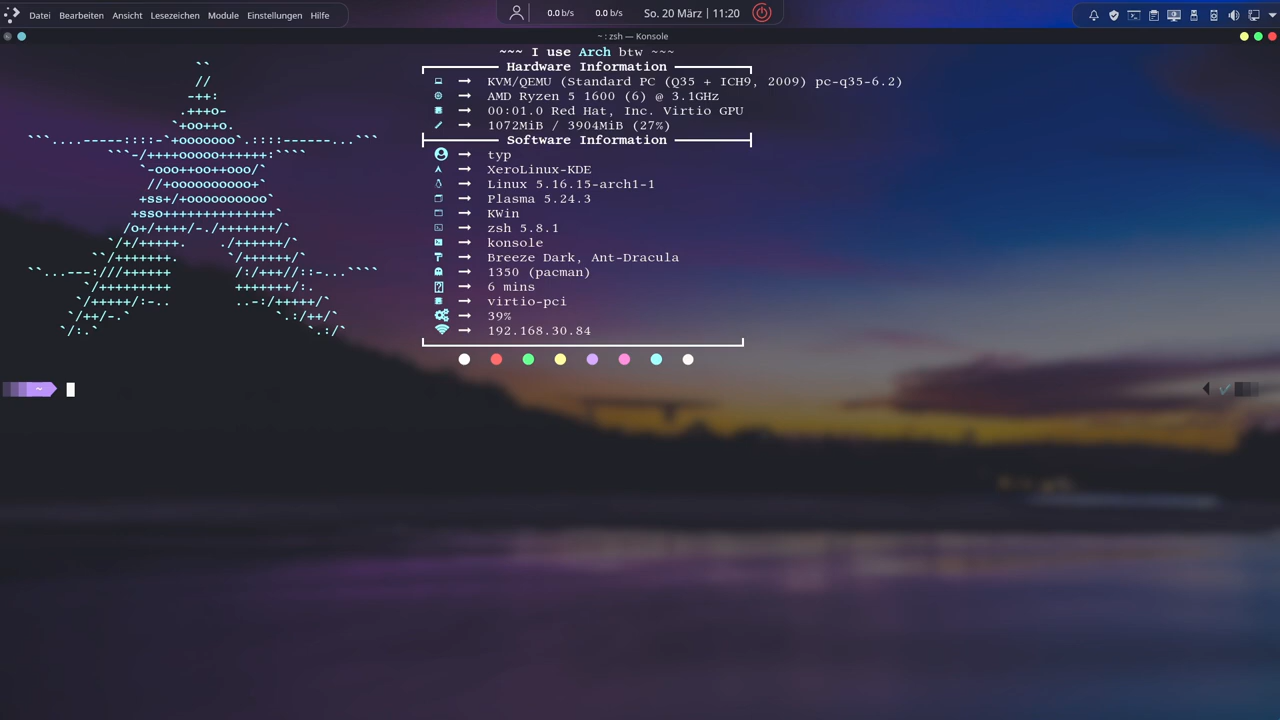 Datei Bearbeiten Ansicht Lesezeichen Module Einstellungen Hilfe
0.0 b/s 0.0 b/s So. 20 März | 11:20
~ : zsh — Konsole
~~~ I use Arch btw ~~~
Hardware Information
KVM/QEMU (Standard PC (Q35 + ICH9, 2009) pc-q35-6.2)
AMD Ryzen 5 1600 (6) @ 3.1GHz
00:01.0 Red Hat, Inc. Virtio GPU
1072MiB / 3904MiB (27%)
Software Information
typ
XeroLinux-KDE
Linux 5.16.15-arch1-1
Plasma 5.24.3
KWin
zsh 5.8.1
konsole
Breeze Dark, Ant-Dracula
1350 (pacman)
6 mins
virtio-pci
39%
192.168.30.84
~